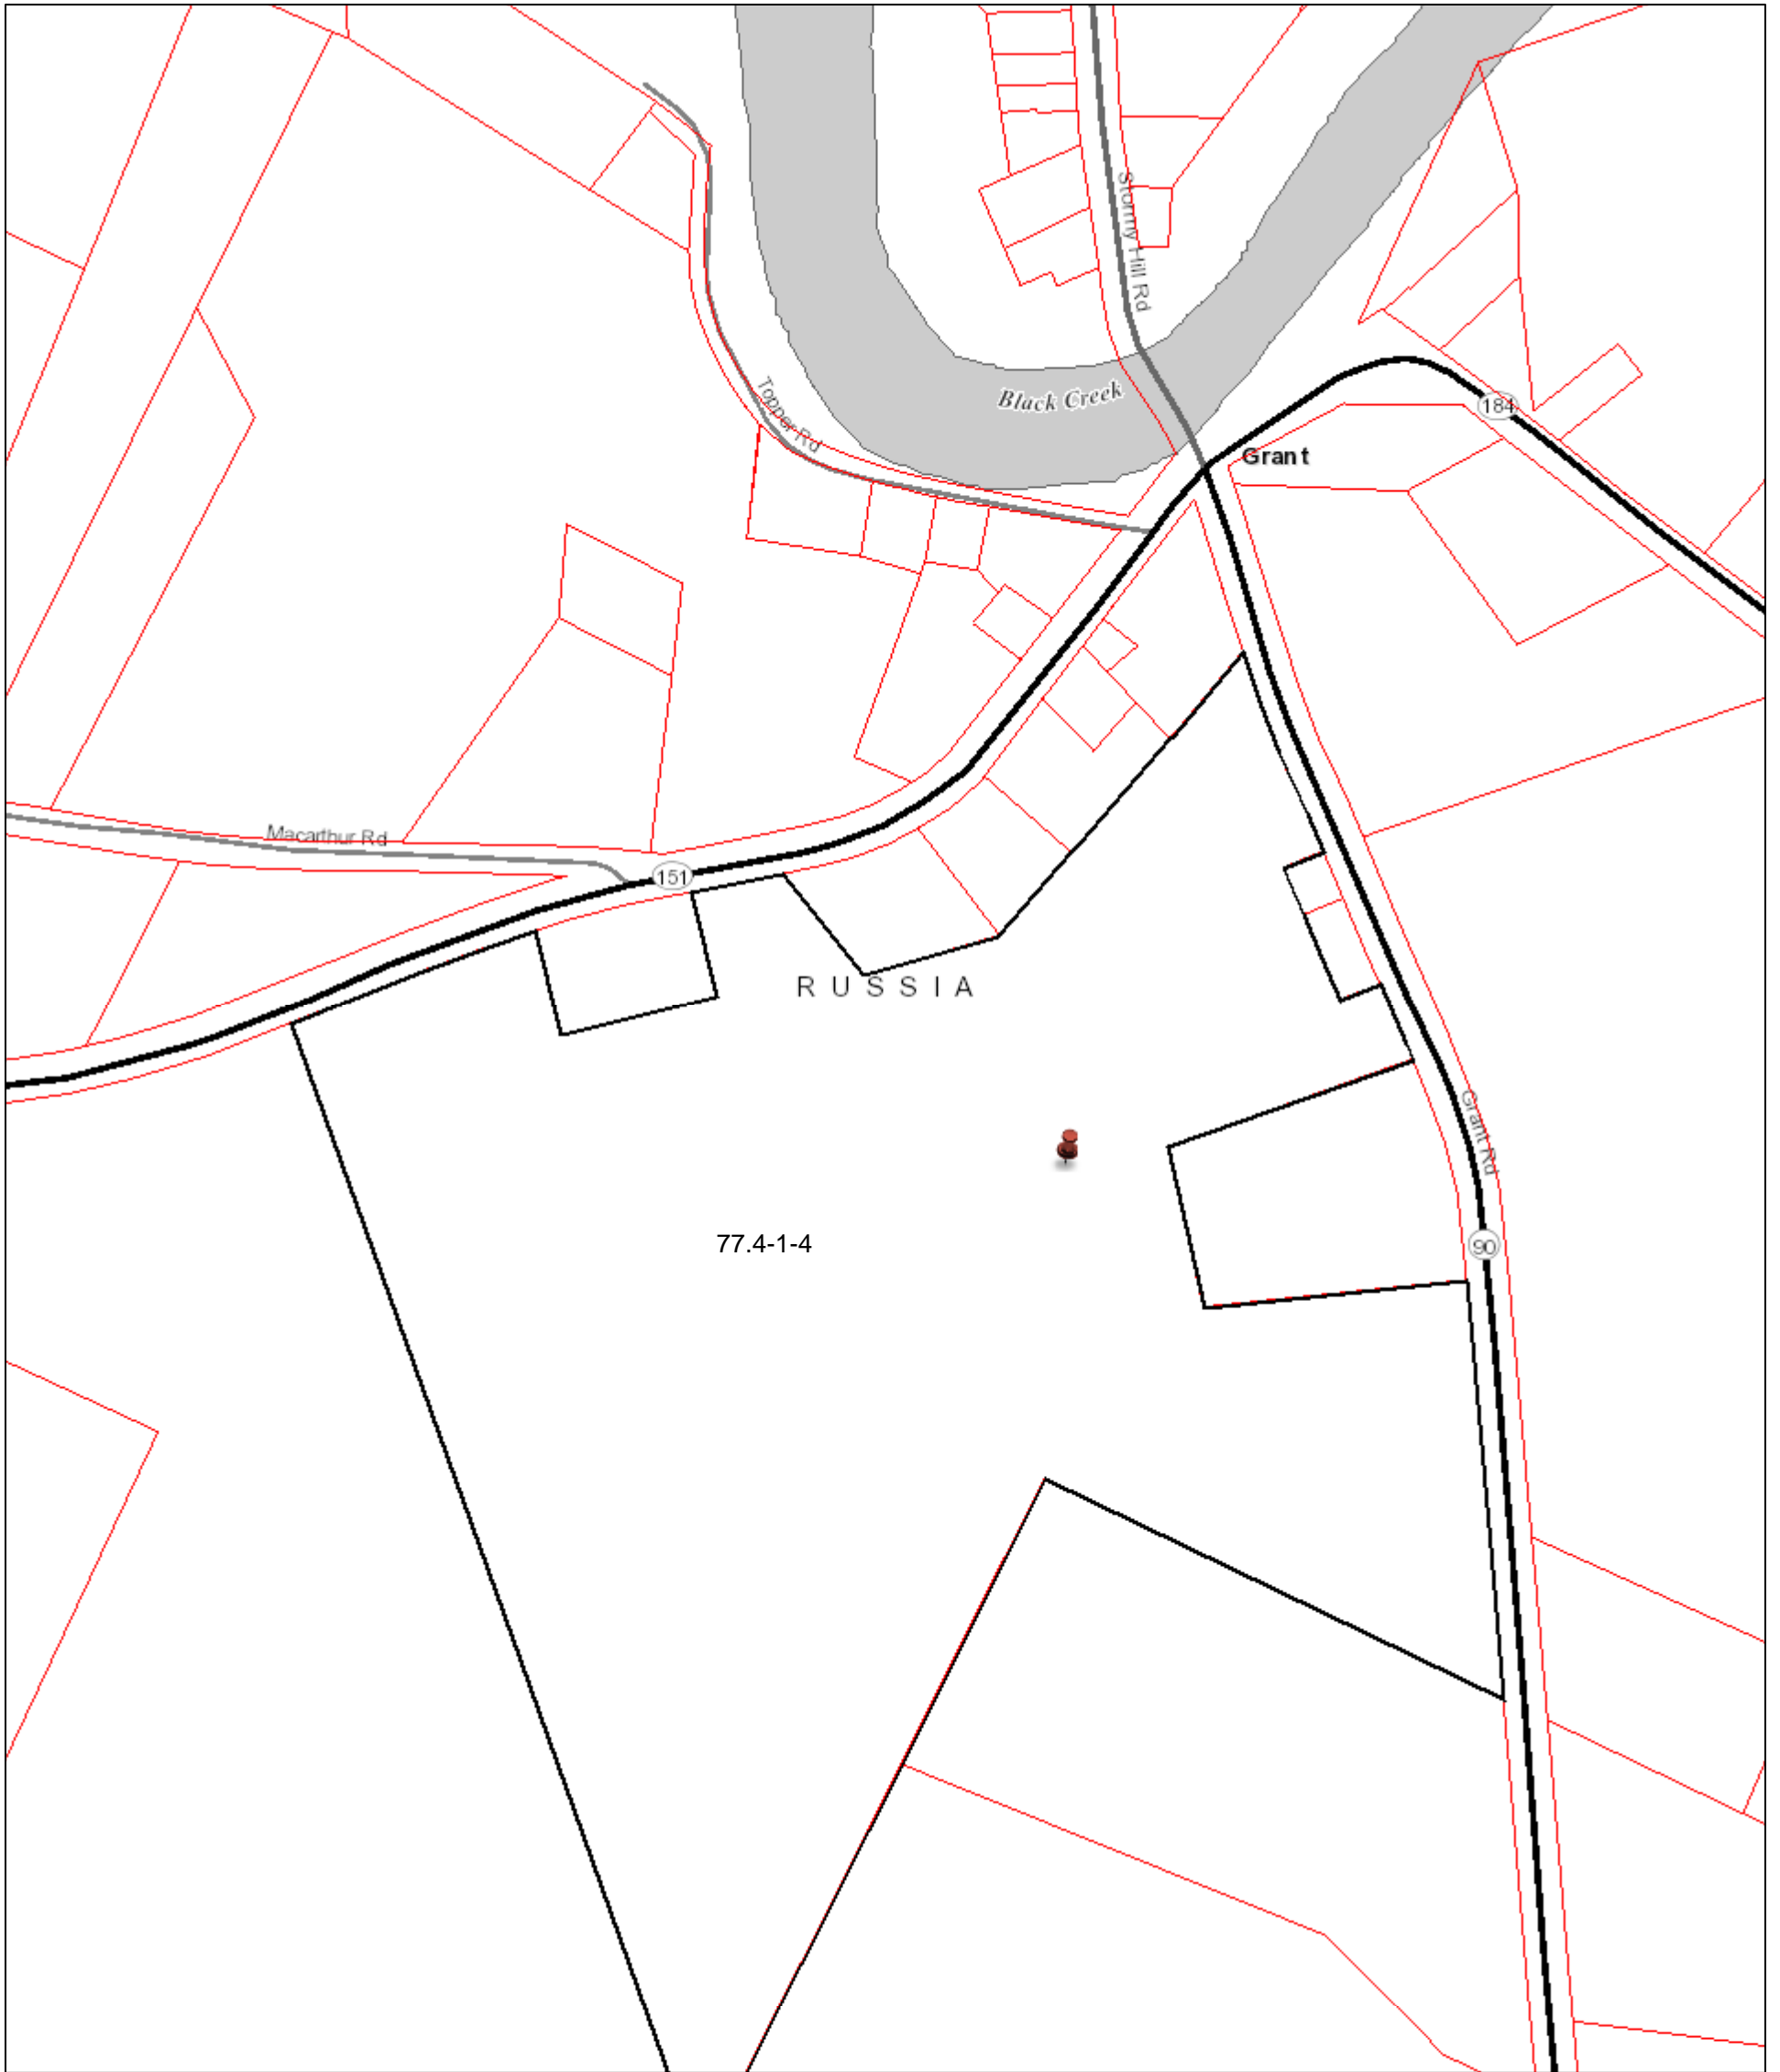 Stormy Hill Rd
Black Creek
Topper Rd
184
Grant
Macarthur Rd
151
RUSSIA
Grant Rd
77.4-1-4
90